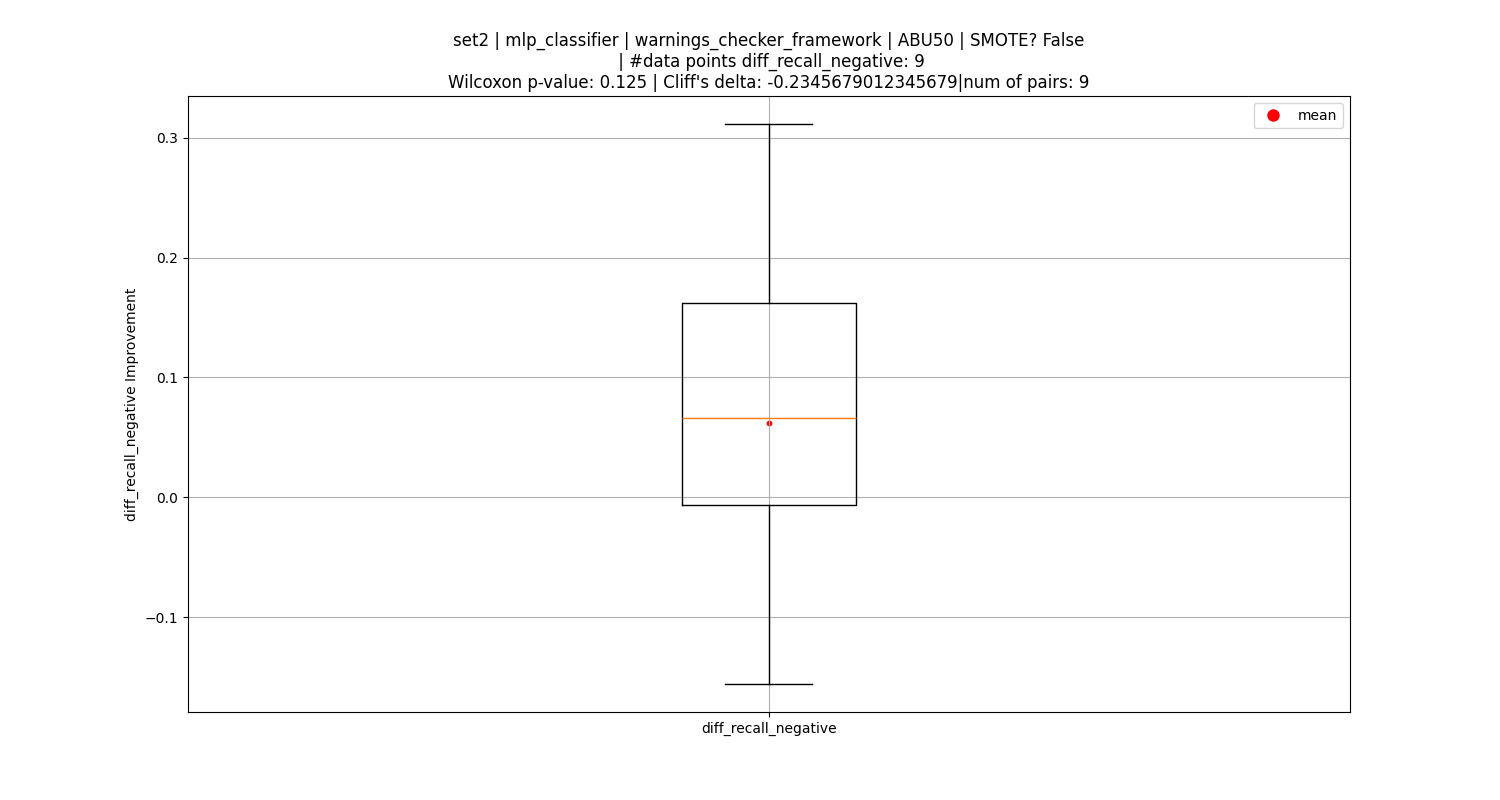 set2 | mlp_classifier | warnings_checker_framework | ABU50 | SMOTE? False
| #data points diff_recall_negative: 9
Wilcoxon p-value: 0.125 | Cliff's delta: -0.2345679012345679|num of pairs: 9
mean
0.3
0.2
0.1
0.0
−0.1
diff_recall_negative Improvement
diff_recall_negative